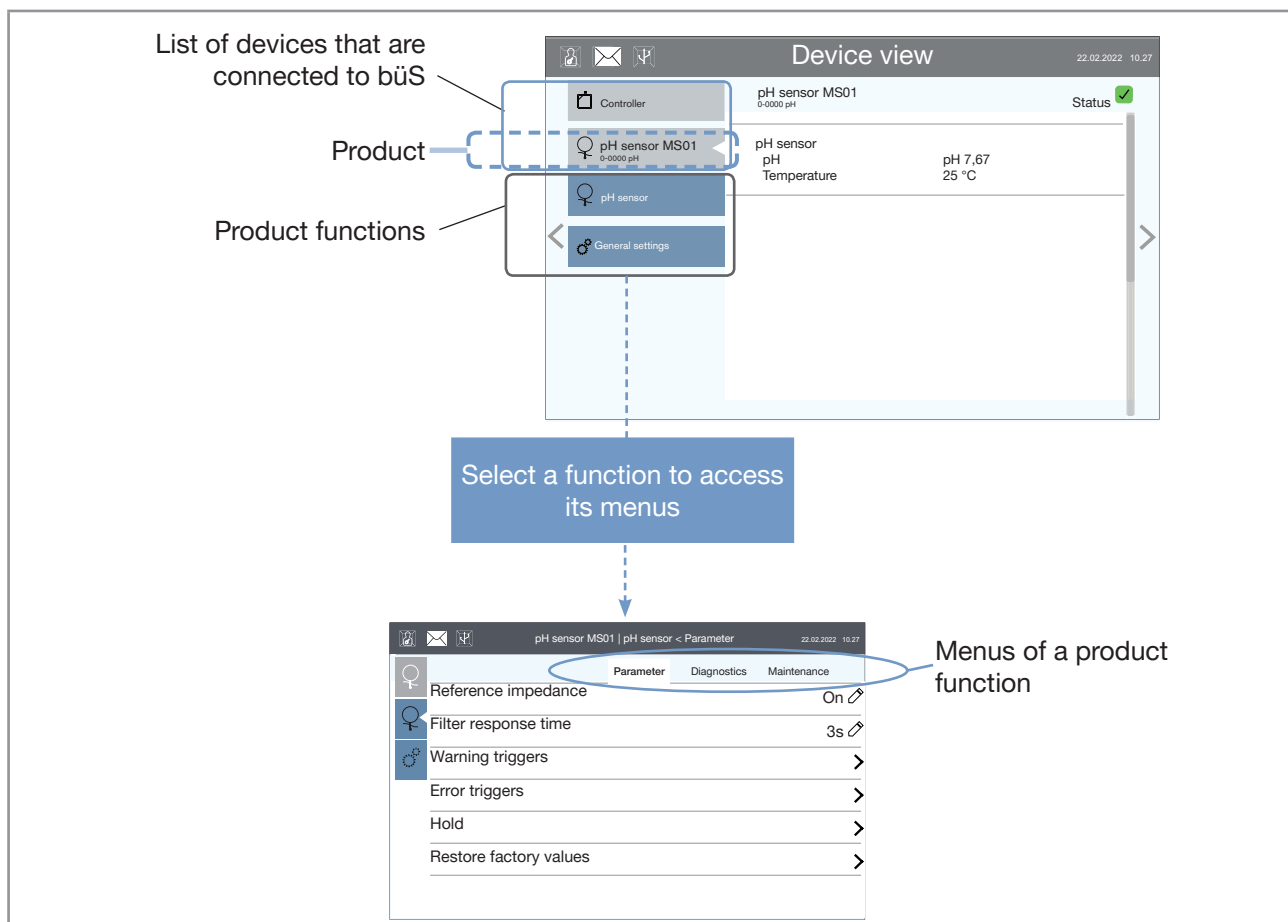 List of devices that are
connected to büS
Product
Product functions
Device view
22.02.2022 10.27
Controller
pH sensor MS01
0-0000 pH
pH sensor
General settings
pH sensor MS01
0-0000 pH
Status
pH sensor
pH pH 7,67
Temperature 25 °C
Select a function to access
its menus
pH sensor MS01 | pH sensor < Parameter 22.02.2022 10.27
Parameter Diagnostics Maintenance
Reference impedance On
Filter response time 3s
Warning triggers
Error triggers
Hold
Restore factory values
Menus of a product
function